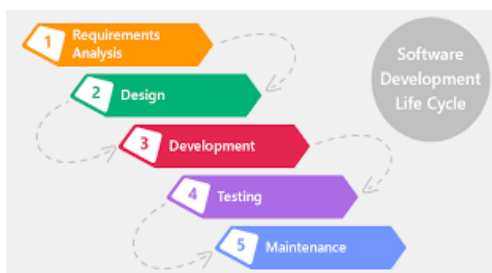 1
Requirements
Analysis
Software
Development
Life Cycle
2
Design
3
Development
4
Testing
5
Maintenance